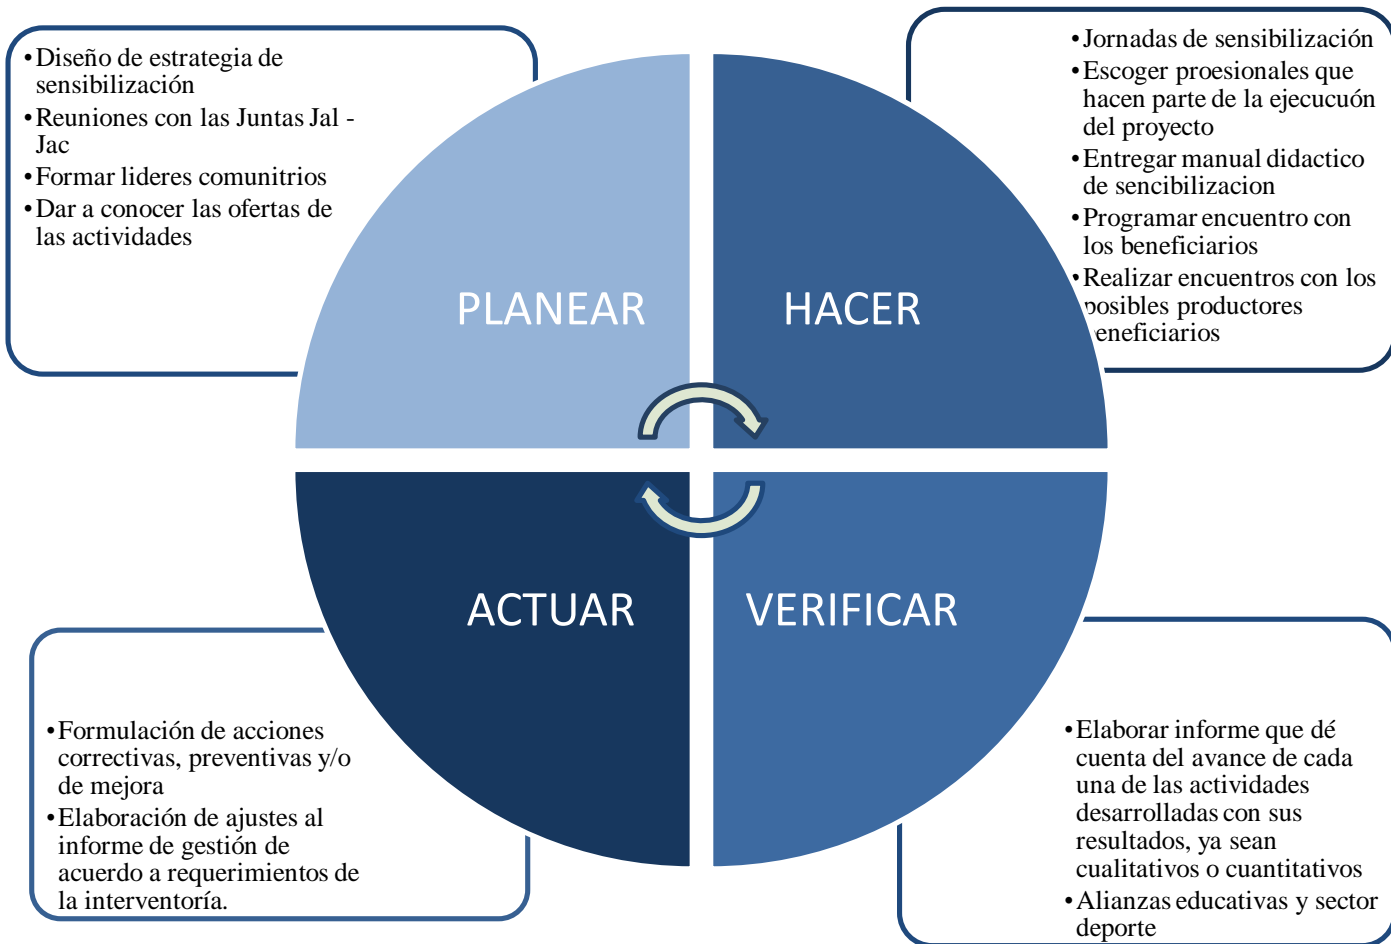 •Diseño de estrategia de
sensibilización
•Reuniones con las Juntas Jal -
Jac
•Formar lideres comunitrios
•Dar a conocer las ofertas de
las actividades
•Jornadas de sensibilización
•Escoger proesionales que
hacen parte de la ejecucuón
del proyecto
•Entregar manual didactico
de sencibilizacion
•Programar encuentro con
los beneficiarios
•Realizar encuentros con los
posibles productores
beneficiarios
PLANEAR
HACER
ACTUAR
VERIFICAR
•Formulación de acciones
correctivas, preventivas y/o
de mejora
•Elaboración de ajustes al
informe de gestión de
acuerdo a requerimientos de
la interventoría.
•Elaborar informe que dé
cuenta del avance de cada
una de las actividades
desarrolladas con sus
resultados, ya sean
cualitativos o cuantitativos
•Alianzas educativas y sector
deporte